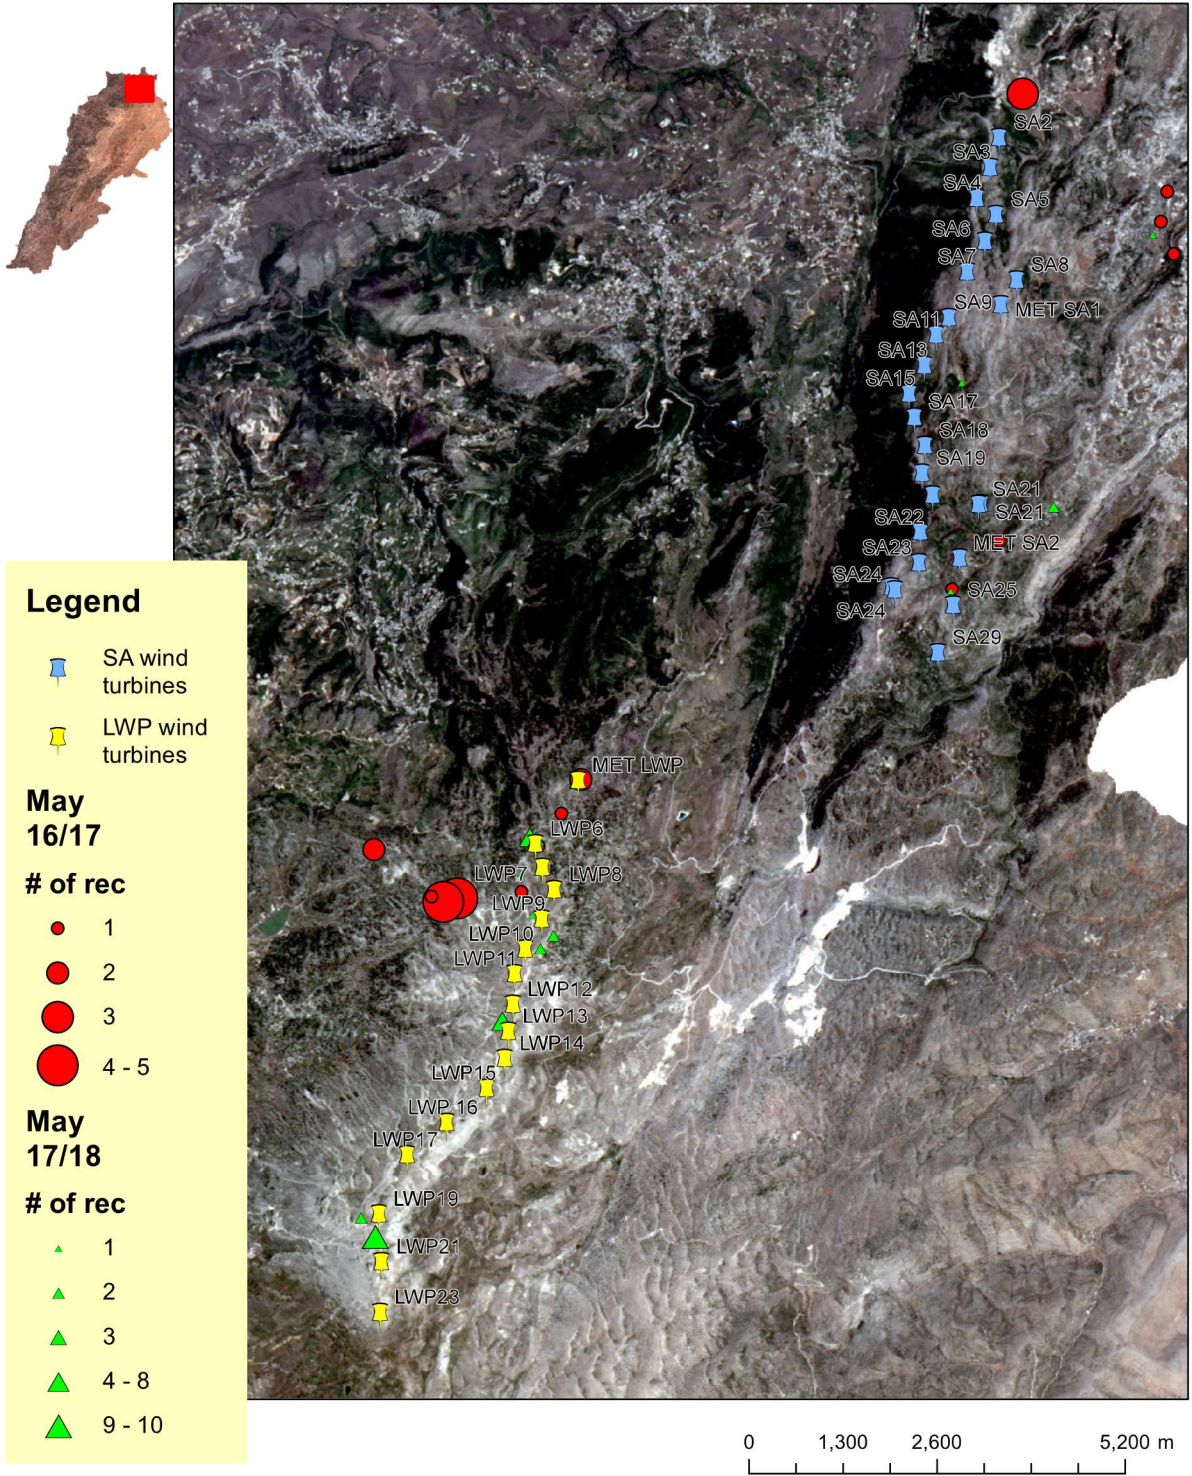 SA2
SA3
SA4
SA5
SA6
SA7
SA8
SA9
MET SA1
SA11
SA13
SA15
SA17
SA18
SA19
SA21
SA21
SA22
MET SA2
SA23
SA24
SA25
SA24
SA29
MET LWP
LWP6
LWP7
LWP8
LWP9
LWP10
LWP11
LWP12
LWP13
LWP14
LWP15
LWP 16
LWP17
LWP19
LWP21
LWP23
Legend
SA wind
turbines
LWP wind
turbines
May
16/17
# of rec
1
2
3
4 - 5
May
17/18
# of rec
1
2
3
4 - 8
9 - 10
0 1,300 2,600 5,200 m